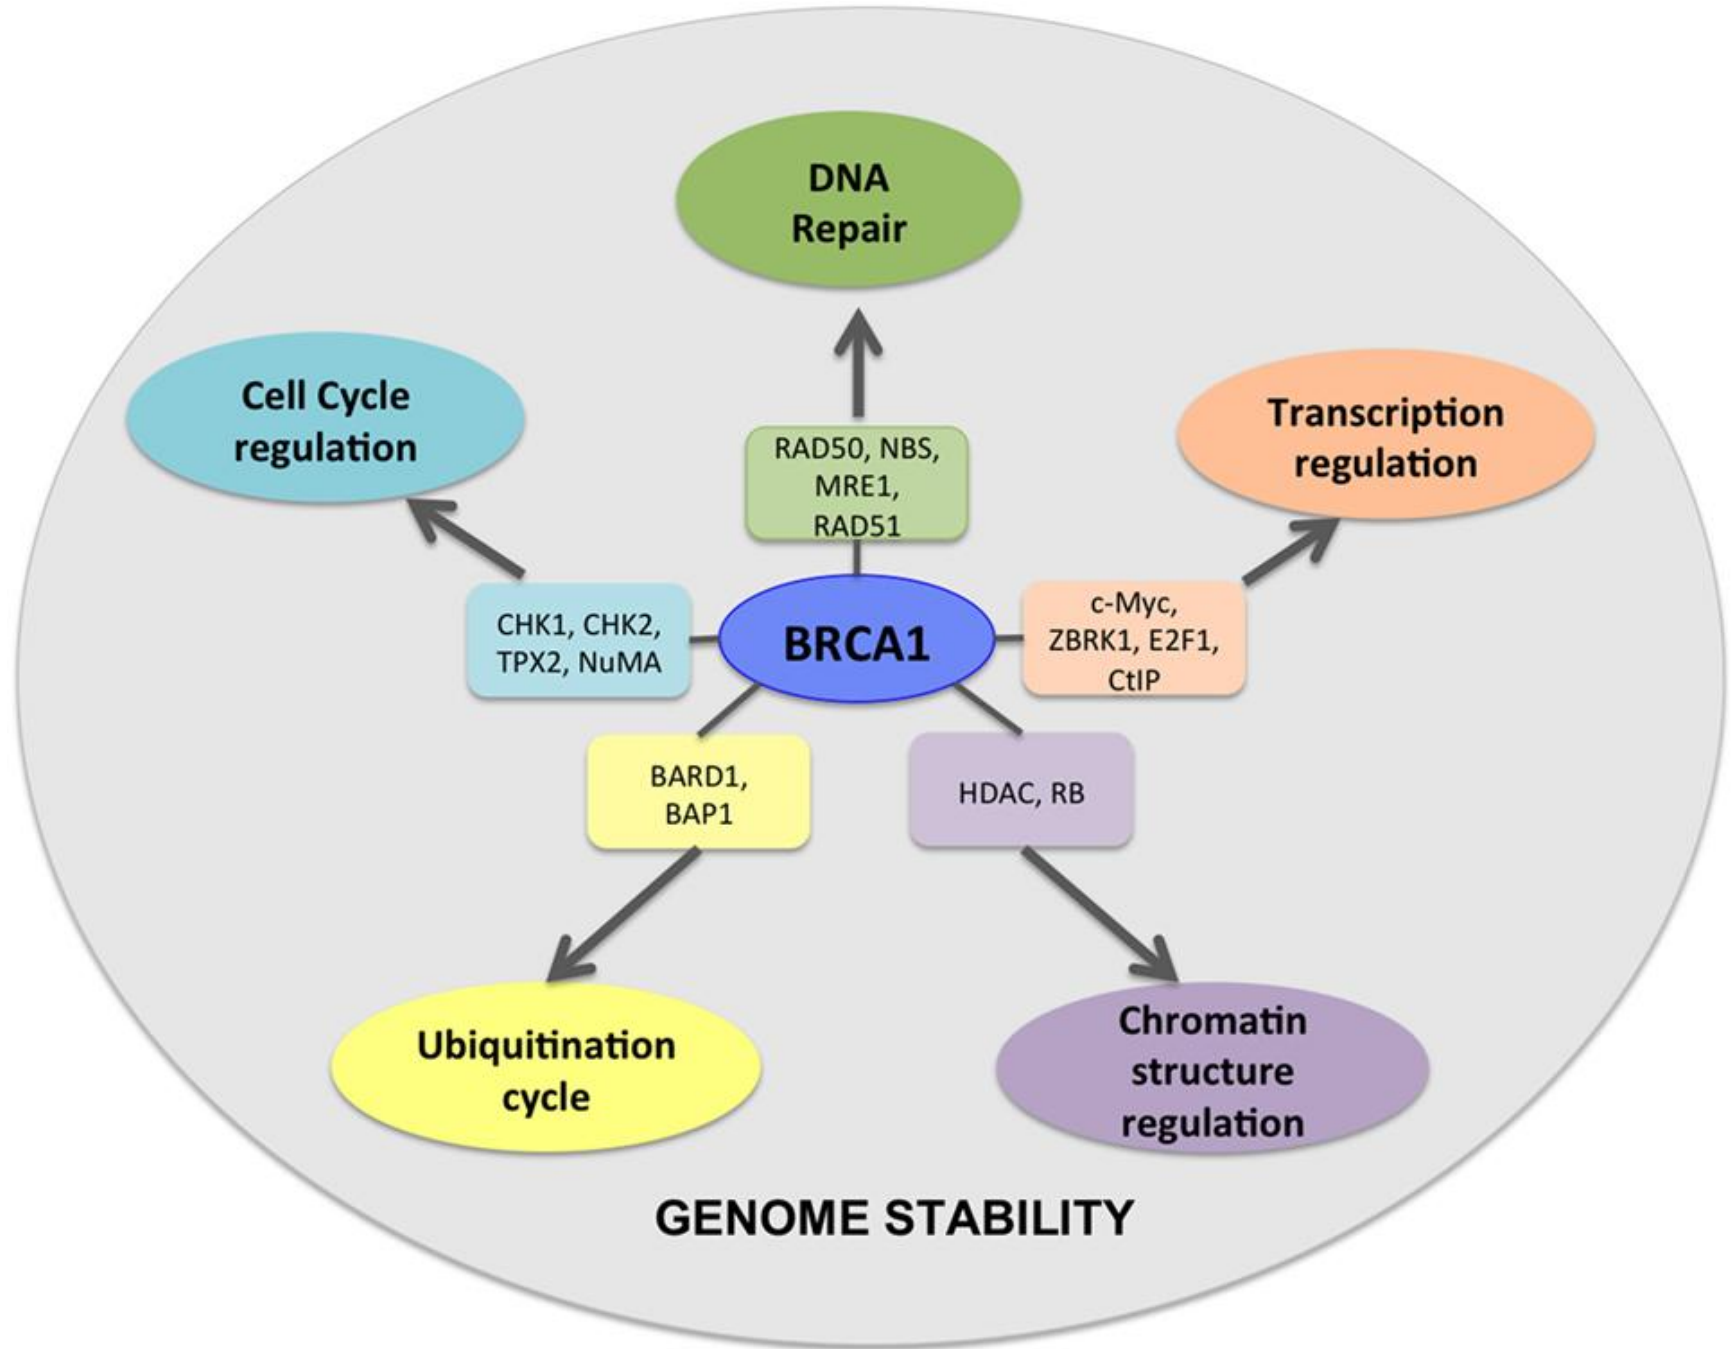 DNA
Repair
Cell Cycle
regulation
Transcription
regulation
RAD50, NBS,
MRE1,
RAD51
CHK1, CHK2,
TPX2, NuMA
BRCA1
c-Myc,
ZBRK1, E2F1,
CtIP
BARD1,
BAP1
HDAC, RB
Ubiquitination
cycle
Chromatin
structure
regulation
GENOME STABILITY